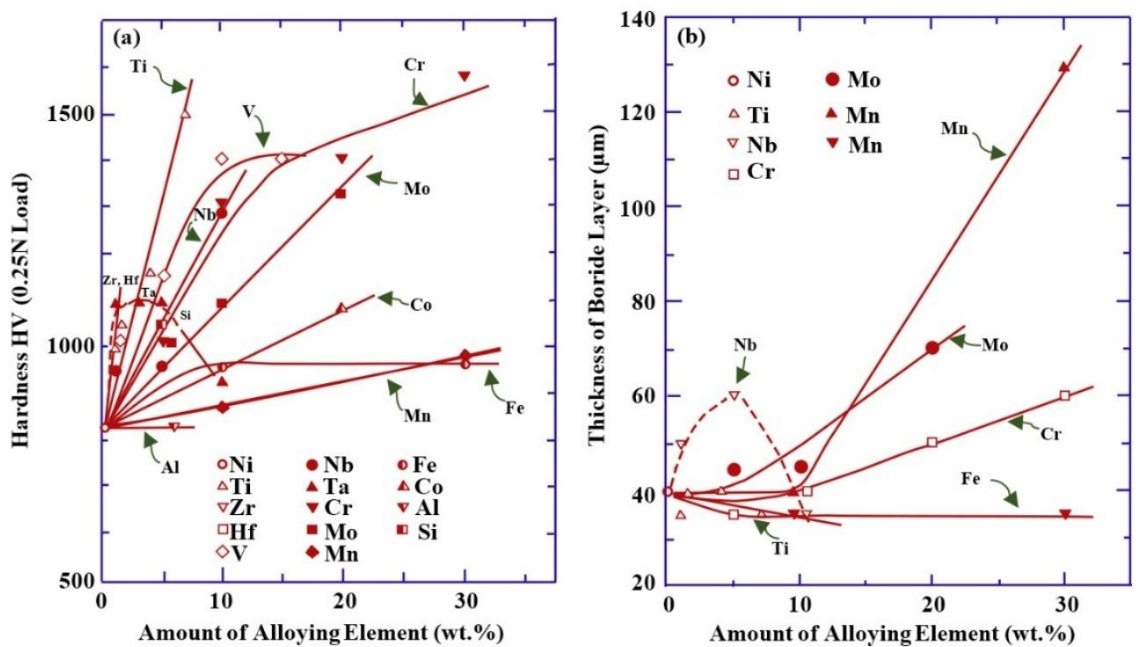 (a)
Hardness HV (0.25N Load)
1500
1000
500
0
10
20
30
Amount of Alloying Element (wt.%)
Ti
V
Cr
Nb
Mo
Zr, Hf
Ta
Si
Co
Mn
Fe
Al
Ni Nb Fe
Ti Ta Co
Zr Cr Al
Hf Mo Si
V Mn
(b)
Thickness of Boride Layer (μm)
140
120
100
80
60
40
20
0
10
20
30
Amount of Alloying Element (wt.%)
Ni Mo
Ti Mn
Nb Mn
Cr
Mn
Nb
Mo
Cr
Fe
Ti